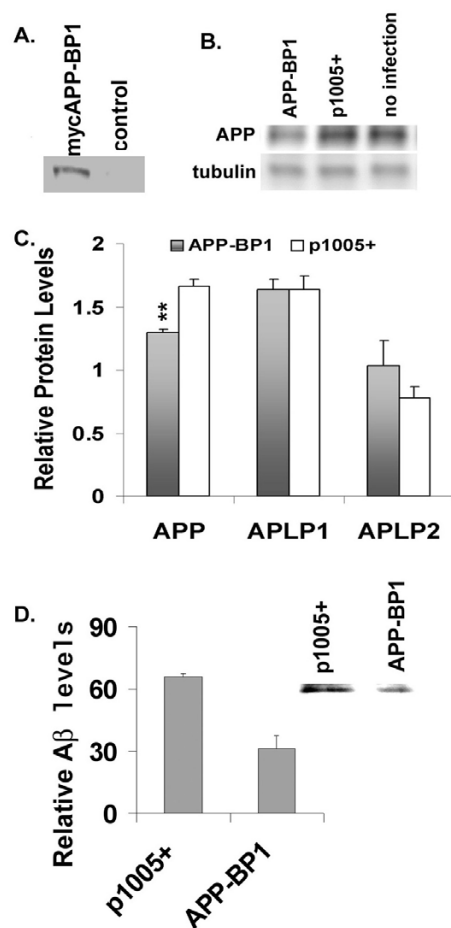 A.
mycAPP-BP1
control
B.
APP-BP1
p1005+
no infection
APP
tubulin
C.
APP-BP1 p1005+
Relative Protein Levels
2
1.5
1
0.5
0
**
APP APLP1 APLP2
D.
Relative Aβ levels
90
60
30
0
p1005+
APP-BP1
p1005+
APP-BP1